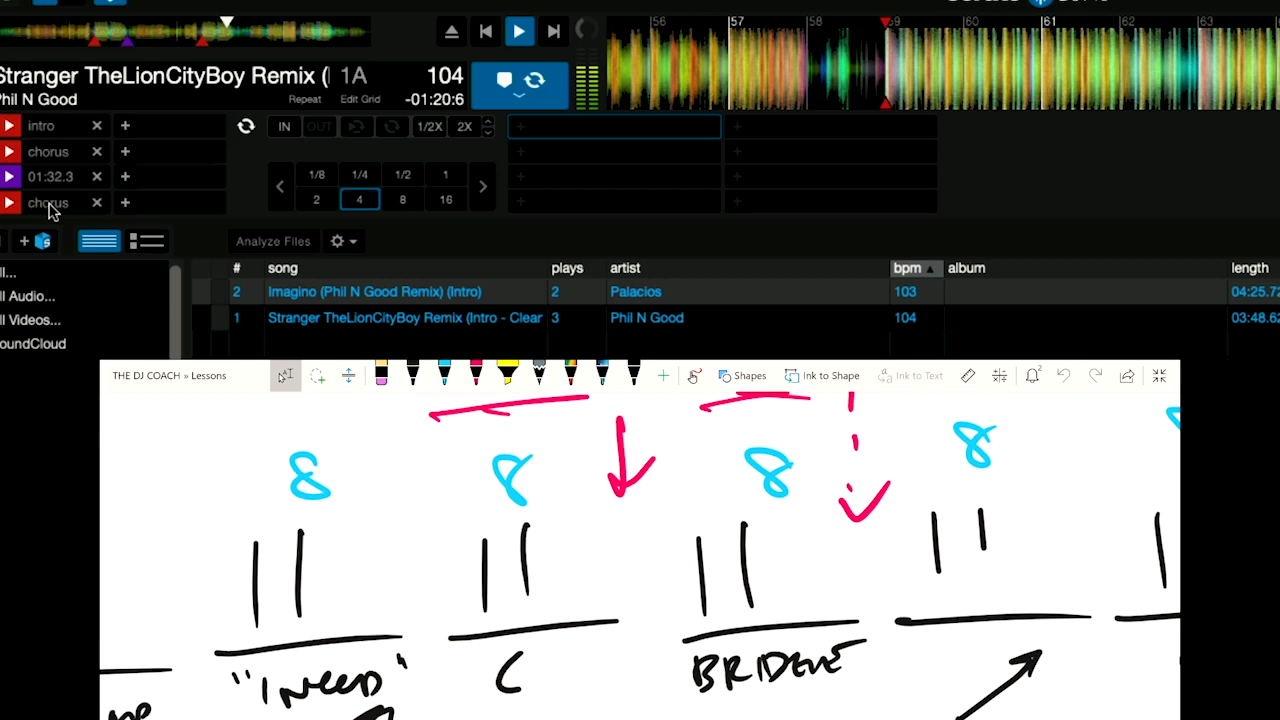 56 57 58 59 60 61 62 63
Stranger TheLionCityBoy Remix ( 1A 104
Phil N Good Repeat Edit Grid -01:20:6
intro
chorus
01:32.3
chorus
IN OUT 1/2X 2X
1/8 1/4 1/2 1
2 4 8 16
Analyze Files
# song plays artist bpm album length
2 Imagino (Phil N Good Remix) (Intro) 2 Palacios 103 04:25.72
1 Stranger TheLionCityBoy Remix (Intro - Clear 3 Phil N Good 104 03:48.62
ll...
ll Audio...
ll Videos...
oundCloud
THE DJ COACH » Lessons Shapes Ink to Shape Ink to Text
8 8 8 8
"I NEED" C BRIDGE